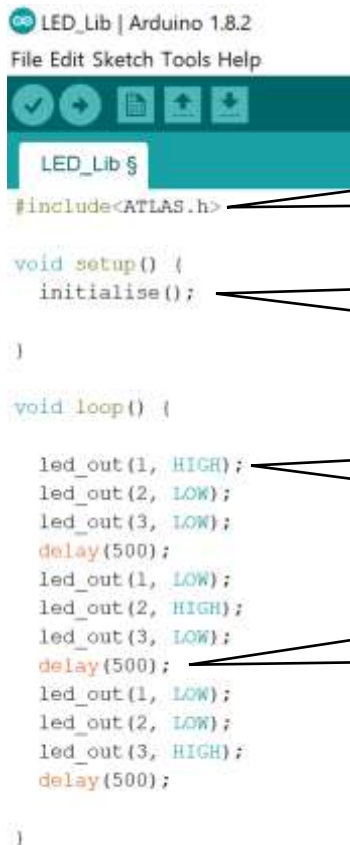 LED_Lib | Arduino 1.8.2
File Edit Sketch Tools Help
LED_Lib §
#include<ATLAS.h>
void setup() {
initialise();
}
void loop() {
led_out(1, HIGH);
led_out(2, LOW);
led_out(3, LOW);
delay(500);
led_out(1, LOW);
led_out(2, HIGH);
led_out(3, LOW);
delay(500);
led_out(1, LOW);
led_out(2, LOW);
led_out(3, HIGH);
delay(500);
}